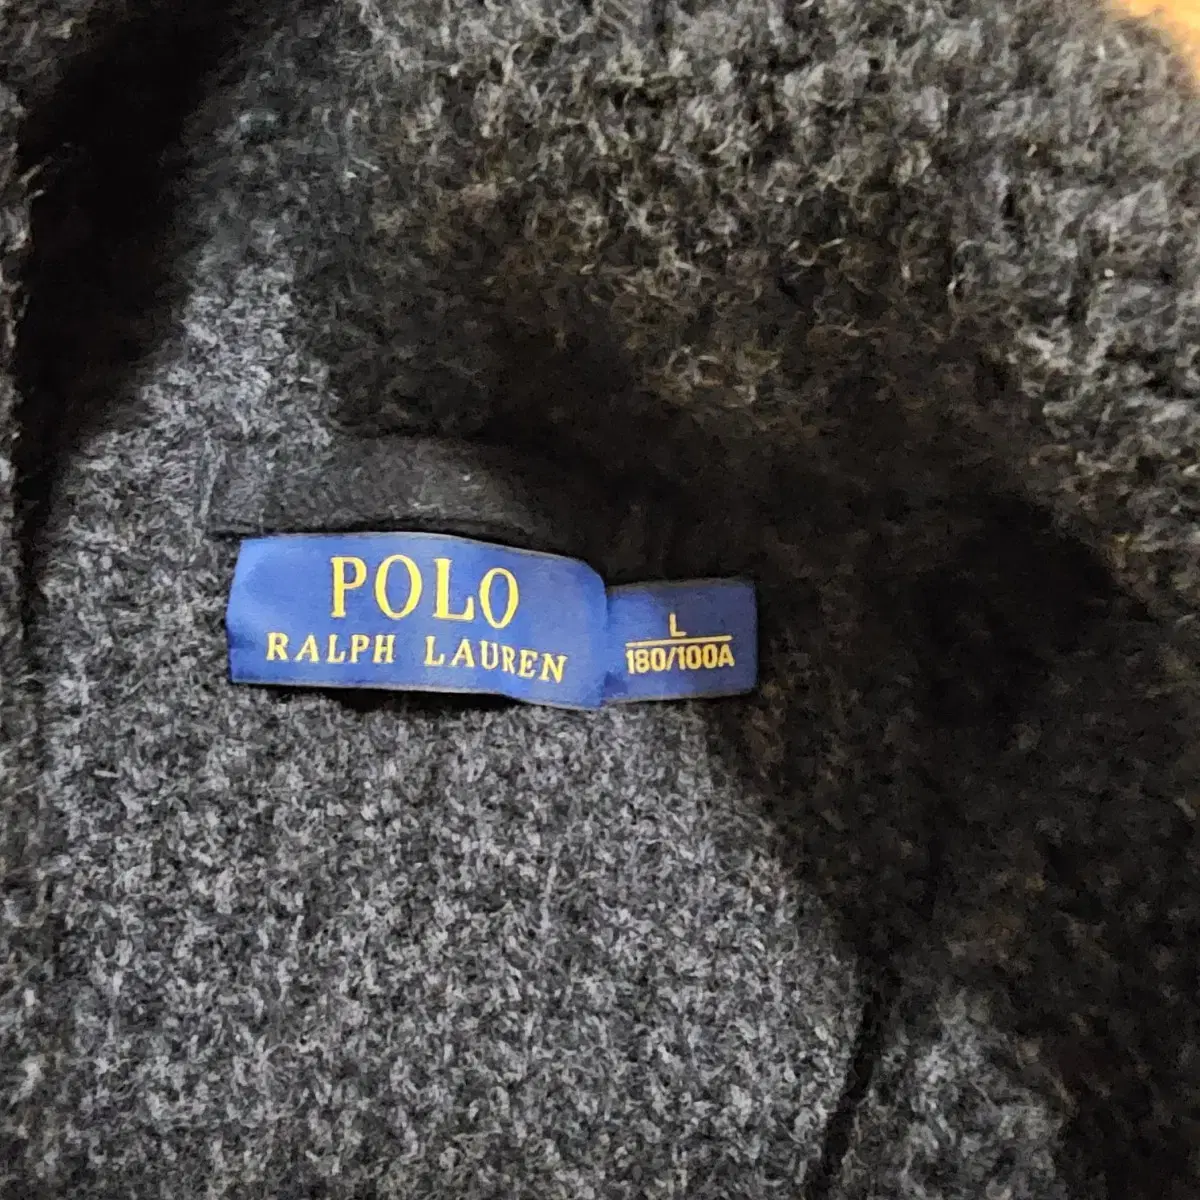 POLO
RALPH LAUREN
L
180/100A